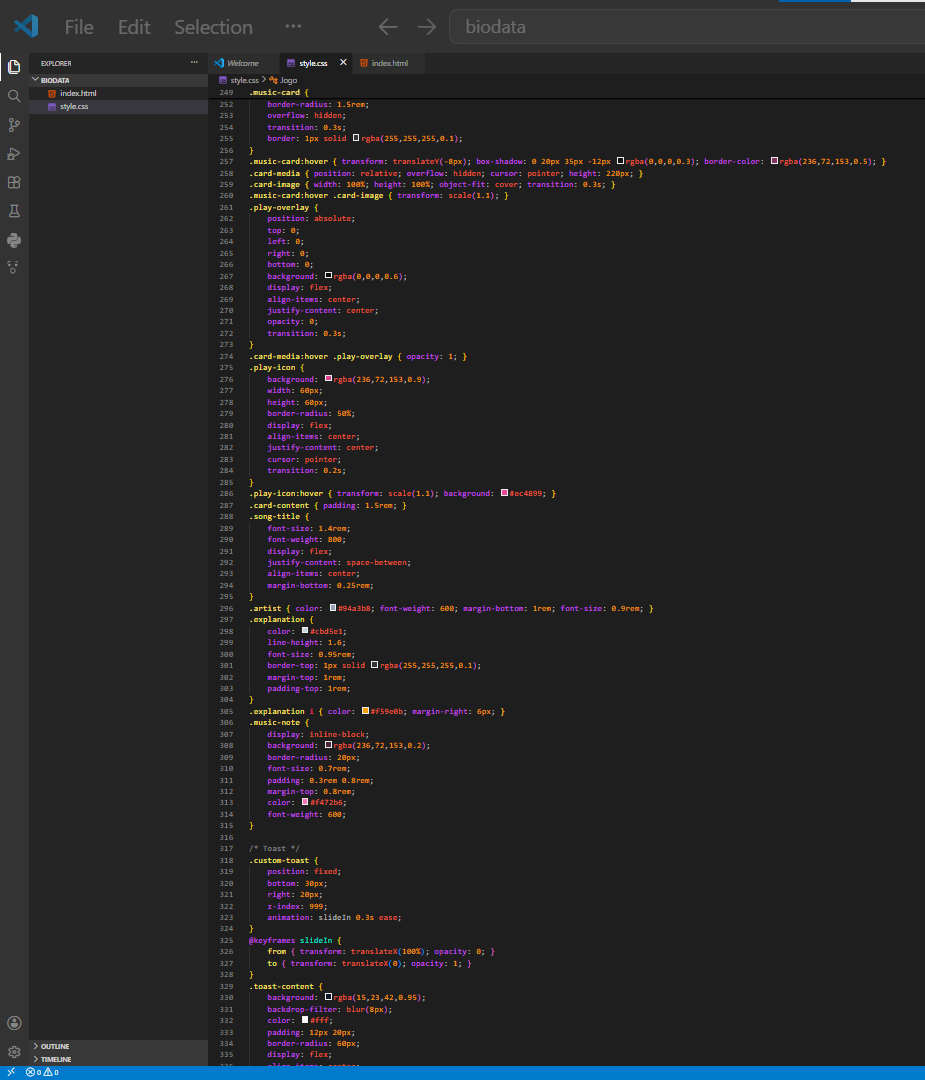 File Edit Selection ··· biodata
EXPLORER ···
BIODATA
index.html
style.css
OUTLINE
TIMELINE
Welcome style.css index.html
style.css > .logo
249 .music-card {
252 border-radius: 1.5rem;
253 overflow: hidden;
254 transition: 0.3s;
255 border: 1px solid rgba(255,255,255,0.1);
256 }
257 .music-card:hover { transform: translateY(-8px); box-shadow: 0 20px 35px -12px rgba(0,0,0,0.3); border-color: rgba(236,72,153,0.5); }
258 .card-media { position: relative; overflow: hidden; cursor: pointer; height: 220px; }
259 .card-image { width: 100%; height: 100%; object-fit: cover; transition: 0.3s; }
260 .music-card:hover .card-image { transform: scale(1.1); }
261 .play-overlay {
262 position: absolute;
263 top: 0;
264 left: 0;
265 right: 0;
266 bottom: 0;
267 background: rgba(0,0,0,0.6);
268 display: flex;
269 align-items: center;
270 justify-content: center;
271 opacity: 0;
272 transition: 0.3s;
273 }
274 .card-media:hover .play-overlay { opacity: 1; }
275 .play-icon {
276 background: rgba(236,72,153,0.9);
277 width: 60px;
278 height: 60px;
279 border-radius: 50%;
280 display: flex;
281 align-items: center;
282 justify-content: center;
283 cursor: pointer;
284 transition: 0.2s;
285 }
286 .play-icon:hover { transform: scale(1.1); background: #ec4899; }
287 .card-content { padding: 1.5rem; }
288 .song-title {
289 font-size: 1.4rem;
290 font-weight: 800;
291 display: flex;
292 justify-content: space-between;
293 align-items: center;
294 margin-bottom: 0.25rem;
295 }
296 .artist { color: #94a3b8; font-weight: 600; margin-bottom: 1rem; font-size: 0.9rem; }
297 .explanation {
298 color: #cbd5e1;
299 line-height: 1.6;
300 font-size: 0.95rem;
301 border-top: 1px solid rgba(255,255,255,0.1);
302 margin-top: 1rem;
303 padding-top: 1rem;
304 }
305 .explanation i { color: #f59e0b; margin-right: 6px; }
306 .music-note {
307 display: inline-block;
308 background: rgba(236,72,153,0.2);
309 border-radius: 20px;
310 font-size: 0.7rem;
311 padding: 0.3rem 0.8rem;
312 margin-top: 0.8rem;
313 color: #f472b6;
314 font-weight: 600;
315 }
316
317 /* Toast */
318 .custom-toast {
319 position: fixed;
320 bottom: 30px;
321 right: 20px;
322 z-index: 999;
323 animation: slideIn 0.3s ease;
324 }
325 @keyframes slideIn {
326 from { transform: translateX(100%); opacity: 0; }
327 to { transform: translateX(0); opacity: 1; }
328 }
329 .toast-content {
330 background: rgba(15,23,42,0.95);
331 backdrop-filter: blur(8px);
332 color: #fff;
333 padding: 12px 20px;
334 border-radius: 60px;
335 display: flex;
0 0